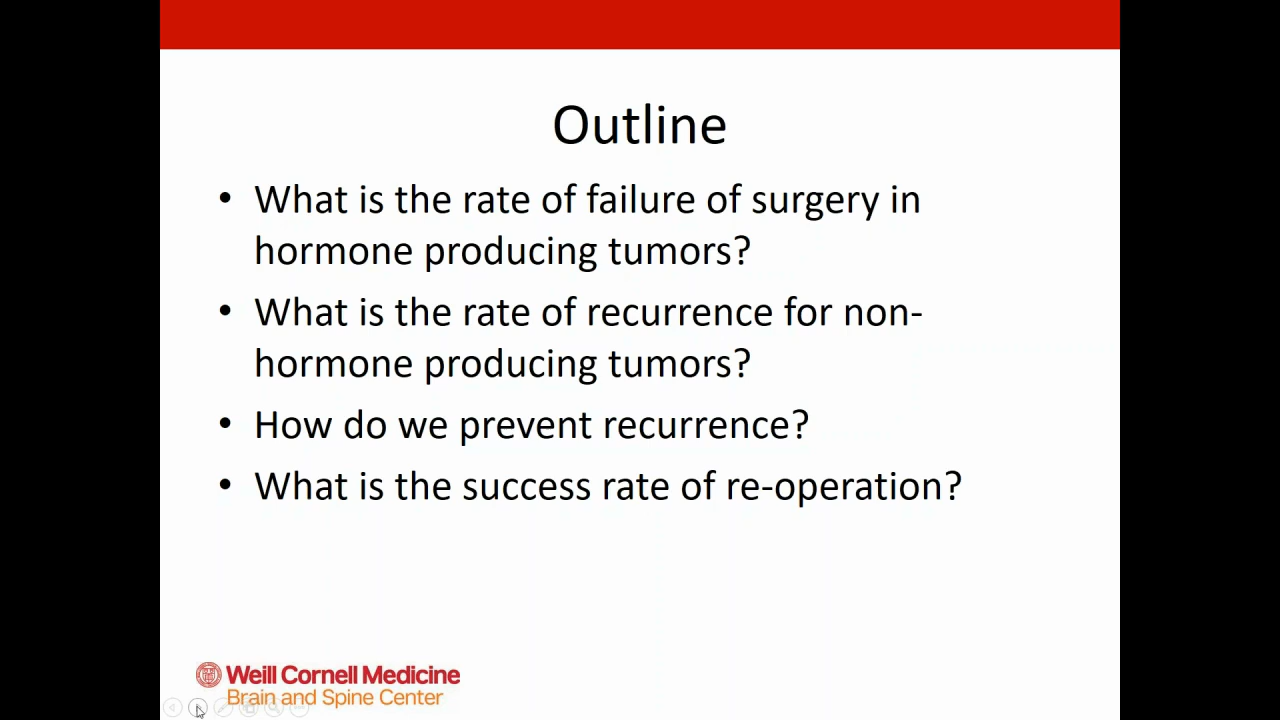 Outline
• What is the rate of failure of surgery in
hormone producing tumors?
• What is the rate of recurrence for non-
hormone producing tumors?
• How do we prevent recurrence?
• What is the success rate of re-operation?
Weill Cornell Medicine
Brain and Spine Center